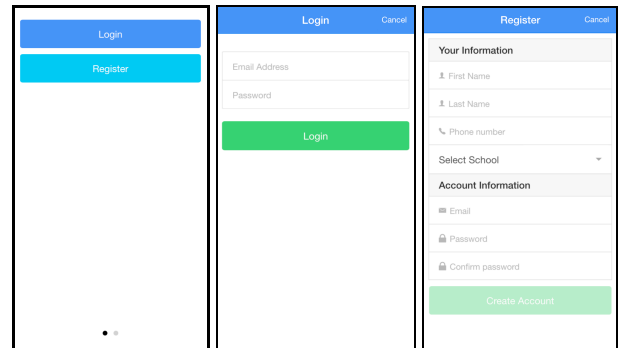 Login
Register
Login Cancel
Email Address
Password
Login
Register Cancel
Your Information
First Name
Last Name
Phone number
Select School
Account Information
Email
Password
Confirm password
Create Account